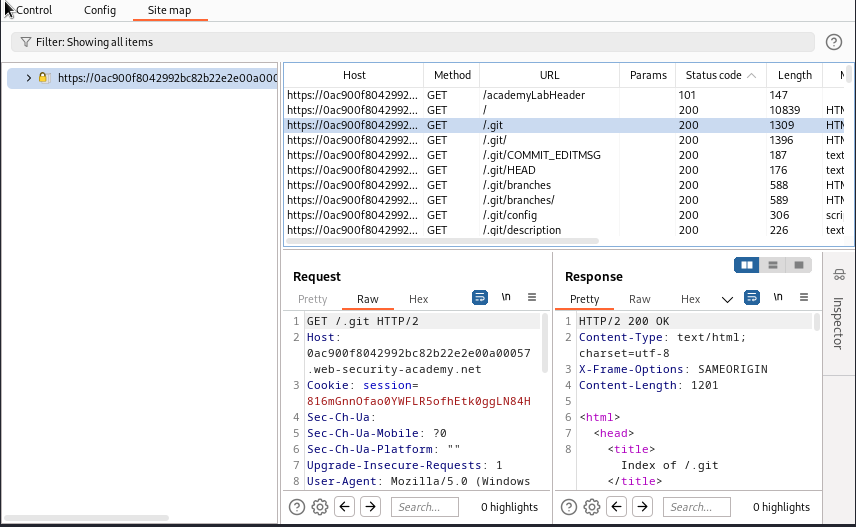 Control Config Site map
Filter: Showing all items
https://0ac900f8042992bc82b22e2e00a000
Host Method URL Params Status code Length
https://0ac900f8042992... GET /academyLabHeader 101 147
https://0ac900f8042992... GET / 200 10839 HTM
https://0ac900f8042992... GET /.git 200 1309 HTM
https://0ac900f8042992... GET /.git/ 200 1396 HTM
https://0ac900f8042992... GET /.git/COMMIT_EDITMSG 200 187 text
https://0ac900f8042992... GET /.git/HEAD 200 176 text
https://0ac900f8042992... GET /.git/branches 200 588 HTM
https://0ac900f8042992... GET /.git/branches/ 200 589 HTM
https://0ac900f8042992... GET /.git/config 200 306 scri
https://0ac900f8042992... GET /.git/description 200 226 text
Request
Pretty Raw Hex \n
1 GET /.git HTTP/2
2 Host:
0ac900f8042992bc82b22e2e00a00057
.web-security-academy.net
3 Cookie: session=
816mGnnOfao0YWFLR5ofhEtk0ggLN84H
4 Sec-Ch-Ua:
5 Sec-Ch-Ua-Mobile: ?0
6 Sec-Ch-Ua-Platform: ""
7 Upgrade-Insecure-Requests: 1
8 User-Agent: Mozilla/5.0 (Windows
Search... 0 highlights
Response
Pretty Raw Hex \n
1 HTTP/2 200 OK
2 Content-Type: text/html;
charset=utf-8
3 X-Frame-Options: SAMEORIGIN
4 Content-Length: 1201
5
6 <html>
7 <head>
8 <title>
Index of /.git
</title>
Search... 0 highlights
Inspector